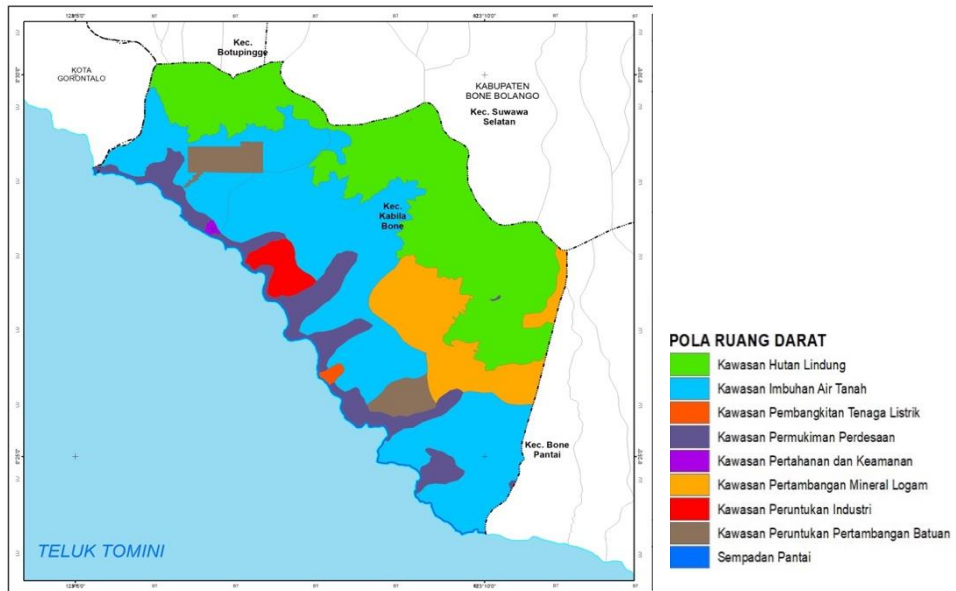 Kec.
Botupingge
KOTA
GORONTALO
KABUPATEN
BONE BOLANGO
Kec. Suwawa
Selatan
Kec.
Kabila
Bone
Kec. Bone
Pantai
TELUK TOMINI
POLA RUANG DARAT
Kawasan Hutan Lindung
Kawasan Imbuhan Air Tanah
Kawasan Pembangkitan Tenaga Listrik
Kawasan Permukiman Perdesaan
Kawasan Pertahanan dan Keamanan
Kawasan Pertambangan Mineral Logam
Kawasan Peruntukan Industri
Kawasan Peruntukan Pertambangan Batuan
Sempadan Pantai